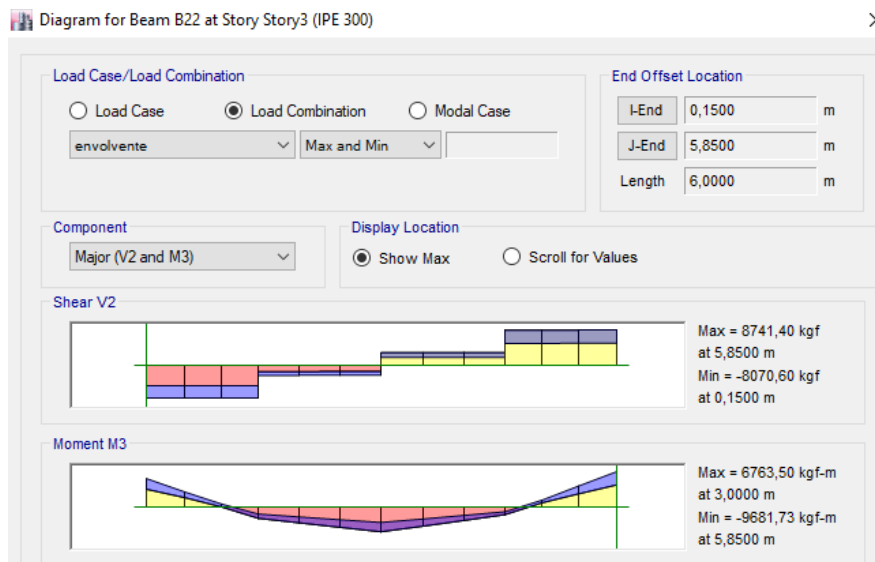 Diagram for Beam B22 at Story Story3 (IPE 300)
Load Case/Load Combination
Load Case
Load Combination
Modal Case
envolvente
Max and Min
End Offset Location
I-End
0,1500
m
J-End
5,8500
m
Length
6,0000
m
Component
Major (V2 and M3)
Display Location
Show Max
Scroll for Values
Shear V2
Max = 8741,40 kgf
at 5,8500 m
Min = -8070,60 kgf
at 0,1500 m
Moment M3
Max = 6763,50 kgf-m
at 3,0000 m
Min = -9681,73 kgf-m
at 5,8500 m